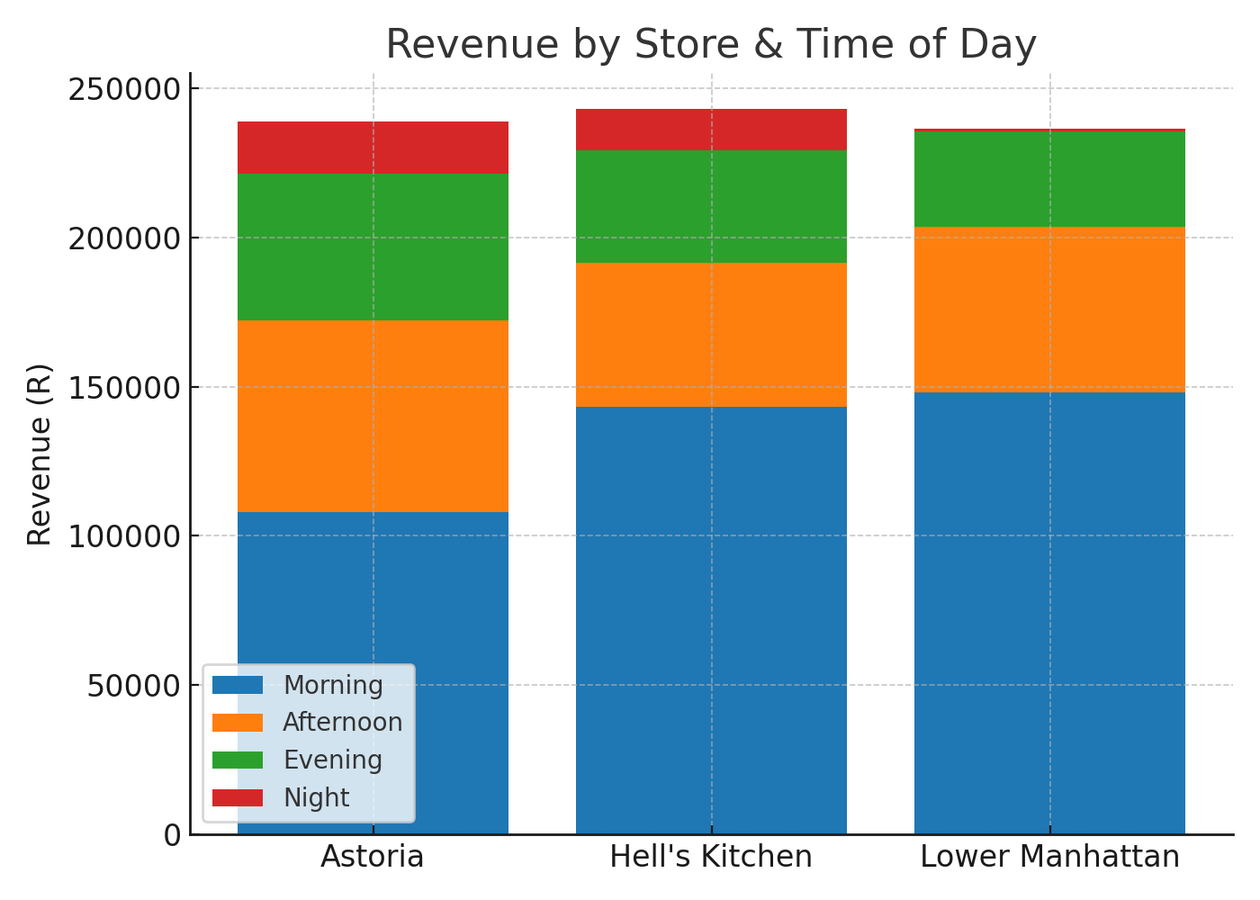 Revenue by Store & Time of Day
250000
200000
150000
100000
50000
0
Revenue (R)
Morning
Afternoon
Evening
Night
Astoria
Hell's Kitchen
Lower Manhattan